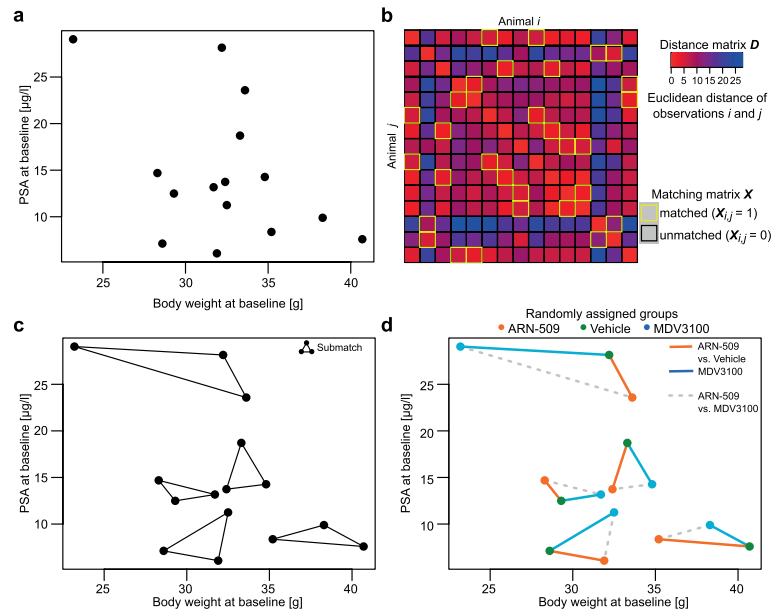 a
PSA at baseline [µg/l]
25
20
15
10
25
30
35
40
Body weight at baseline [g]
b
Animal i
Animal j
Distance matrix D
0 5 10 15 20 25
Euclidean distance of
observations i and j
Matching matrix X
matched (Xi,j = 1)
unmatched (Xi,j = 0)
c
Submatch
PSA at baseline [µg/l]
25
20
15
10
25
30
35
40
Body weight at baseline [g]
d
Randomly assigned groups
ARN-509
Vehicle
MDV3100
ARN-509
vs. Vehicle
MDV3100
ARN-509
vs. MDV3100
PSA at baseline [µg/l]
25
20
15
10
25
30
35
40
Body weight at baseline [g]